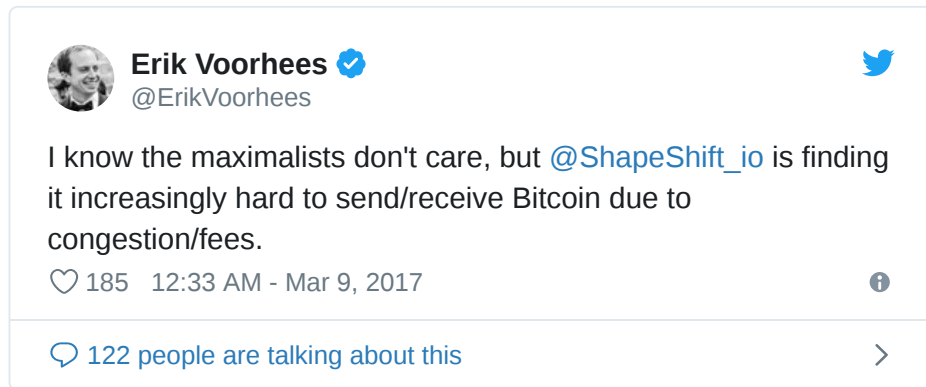 Erik Voorhees
@ErikVoorhees
I know the maximalists don't care, but @ShapeShift_io is finding
it increasingly hard to send/receive Bitcoin due to
congestion/fees.
185 12:33 AM - Mar 9, 2017
122 people are talking about this